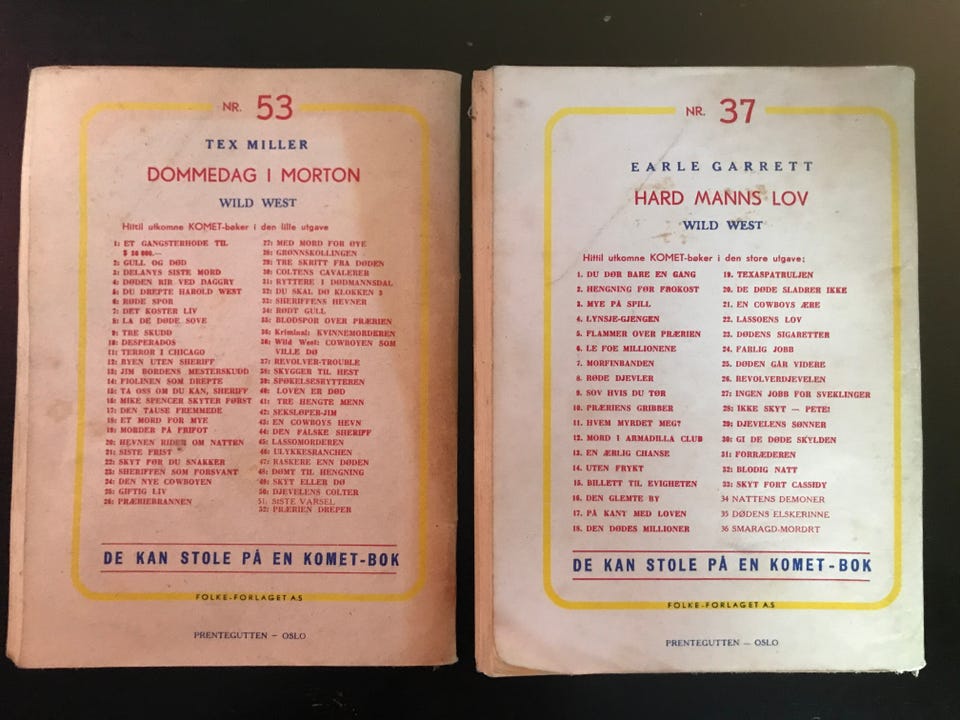 NR. 53
TEX MILLER
DOMMEDAG I MORTON
WILD WEST
Hittil utkomne KOMET-bøker i den lille utgave
1: ET GANGSTERHODE TIL
$ 50 000.—
2: GULL OG DØD
3: DELANYS SISTE MORD
4: DØDEN RIR VED DAGGRY
5: DU DREPTE HAROLD WEST
6: RØDE SPOR
7: DET KOSTER LIV
8: LA DE DØDE SOVE
9: TRE SKUDD
10: DESPERADOS
11: TERROR I CHICAGO
12: BYEN UTEN SHERIFF
13: JIM BORDENS MESTERSKUDD
14: FIOLINEN SOM DREPTE
15: TA OSS OM DU KAN, SHERIFF
16: MIKE SPENCER SKYTER FØRST
17: DEN TAUSE FREMMEDE
18: ET MORD FOR MYE
19: MORDER PÅ FRIFOT
20: HEVNEN RIDER OM NATTEN
21: SISTE FRIST
22: SKYT FØR DU SNAKKER
23: SHERIFFEN SOM FORSVANT
24: DEN NYE COWBOYEN
25: GIFTIG LIV
26: PRÆRIEBRANNEN
27: MED MORD FOR ØYE
28: GRØNNSKOLLINGEN
29: TRE SKRITT FRA DØDEN
30: COLTENS CAVALERER
31: RYTTERE I DØDMANNSDAL
32: DU SKAL DØ KLOKKEN 3
33: SHERIFFENS HEVNER
34: RØDT GULL
35: BLODSPOR OVER PRÆRIEN
36: Kriminal: KVINNEMORDEREN
36: Wild West: COWBOYEN SOM
VILLE DØ
37: REVOLVER-TROUBLE
38: SKYGGER TIL HEST
39: SPØKELSESRYTTEREN
40: LOVEN ER DØD
41: TRE HENGTE MENN
42: SEKSLØPER-JIM
43: EN COWBOYS HEVN
44: DEN FALSKE SHERIFF
45: LASSOMORDEREN
46: ULYKKESRANCHEN
47: RASKERE ENN DØDEN
48: DØMT TIL HENGNING
49: SKYT ELLER DØ
50: DJEVELENS COLTER
51: SISTE VARSEL
52: PRÆRIEN DREPER
DE KAN STOLE PÅ EN KOMET-BOK
FOLKE-FORLAGET A.S
PRENTEGUTTEN – OSLO
NR. 37
EARLE GARRETT
HARD MANNS LOV
WILD WEST
Hittil utkomne KOMET-bøker i den store utgave:
1. DU DØR BARE EN GANG
2. HENGNING FØR FROKOST
3. MYE PÅ SPILL
4. LYNSJE-GJENGEN
5. FLAMMER OVER PRÆRIEN
6. LE FOE MILLIONENE
7. MORFINBANDEN
8. RØDE DJEVLER
9. SOV HVIS DU TØR
10. PRÆRIENS GRIBBER
11. HVEM MYRDET MEG?
12. MORD I ARMADILLA CLUB
13. EN ÆRLIG CHANSE
14. UTEN FRYKT
15. BILLETT TIL EVIGHETEN
16. DEN GLEMTE BY
17. PÅ KANT MED LOVEN
18. DEN DØDES MILLIONER
19. TEXASPATRULJEN
20. DE DØDE SLADRER IKKE
21. EN COWBOYS ÆRE
22. LASSOENS LOV
23. DØDENS SIGARETTER
24. FARLIG JOBB
25. DØDEN GÅR VIDERE
26. REVOLVERDJEVELEN
27: INGEN JOBB FOR SVEKLINGER
28: IKKE SKYT — PETE!
29: DJEVELENS SØNNER
30: GI DE DØDE SKYLDEN
31: FORRÆDEREN
32: BLODIG NATT
33: SKYT FORT CASSIDY
34 NATTENS DEMONER
35 DØDENS ELSKERINNE
36 SMARAGD-MORDRT
DE KAN STOLE PÅ EN KOMET-BOK
FOLKE-FORLAGET A.S
PRENTEGUTTEN — OSLO